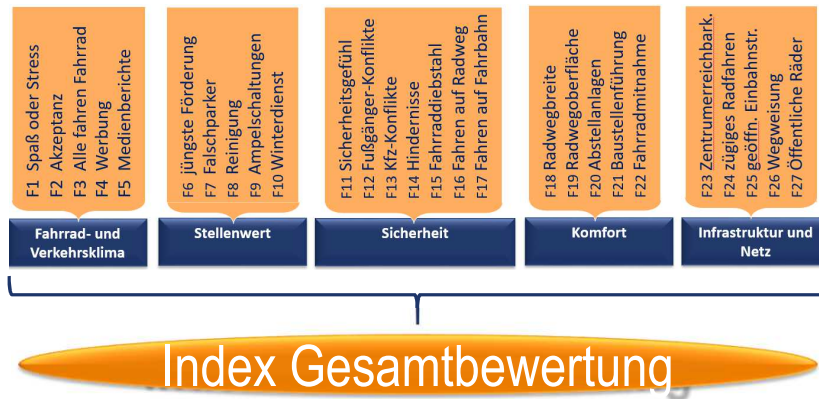 F1 Spaß oder Stress
F2 Akzeptanz
F3 Alle fahren Fahrrad
F4 Werbung
F5 Medienberichte
Fahrrad- und
Verkehrsklima
F6 jüngste Förderung
F7 Falschparker
F8 Reinigung
F9 Ampelschaltungen
F10 Winterdienst
Stellenwert
F11 Sicherheitsgefühl
F12 Fußgänger-Konflikte
F13 Kfz-Konflikte
F14 Hindernisse
F15 Fahrraddiebstahl
F16 Fahren auf Radweg
F17 Fahren auf Fahrbahn
Sicherheit
F18 Radwegbreite
F19 Radwegoberfläche
F20 Abstellanlagen
F21 Baustellenführung
F22 Fahrradmitnahme
Komfort
F23 Zentrumerreichbark.
F24 zügiges Radfahren
F25 geöffn. Einbahnstr.
F26 Wegweisung
F27 Öffentliche Räder
Infrastruktur und
Netz
Index Gesamtbewertung